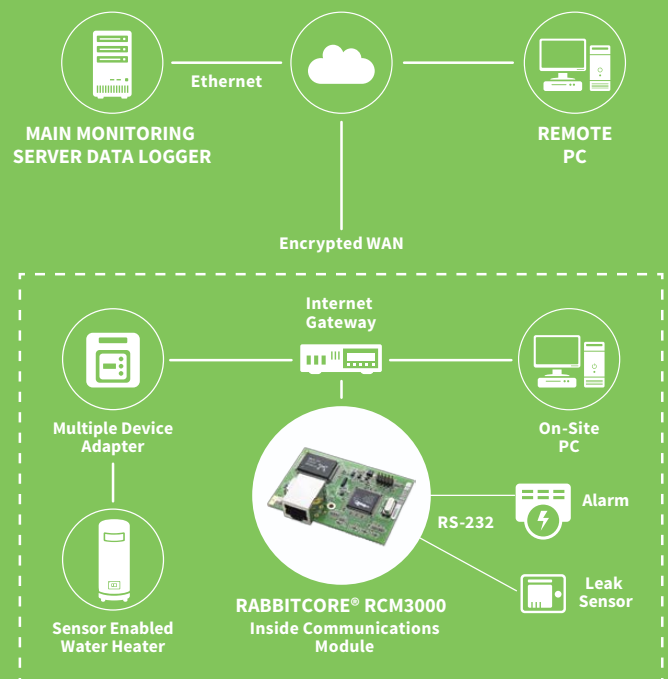 Ethernet
MAIN MONITORING
SERVER DATA LOGGER
REMOTE
PC
Encrypted WAN
Internet
Gateway
Multiple Device
Adapter
On-Site
PC
Alarm
RS-232
Leak
Sensor
RABBITCORE® RCM3000
Inside Communications
Module
Sensor Enabled
Water Heater